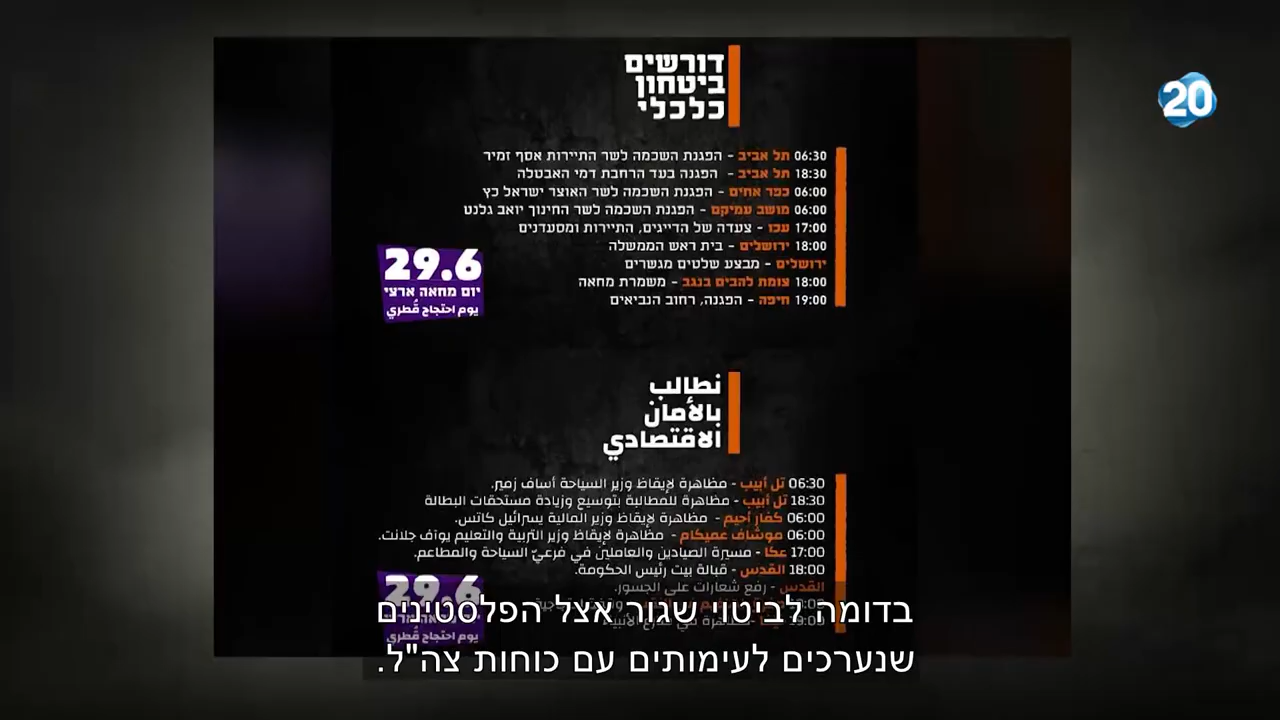 20
דורשים
ביטחון
כלכלי
06:30 תל אביב - הפגנת השכמה לשר התיירות אסף זמיר
18:30 תל אביב - הפגנה בעד הרחבת דמי האבטלה
06:00 כפר אחים - הפגנת השכמה לשר האוצר ישראל כץ
06:00 מושב עמיקם - הפגנת השכמה לשר החינוך יואב גלנט
17:00 עכו - צעדה של הדייגים, התיירות ומסעדנים
18:00 ירושלים - בית ראש הממשלה
ירושלים - מבצע שלטים מגשרים
18:00 צומת להבים בנגב - משמרת מחאה
19:00 חיפה - הפגנה, רחוב הנביאים
29.6
יום מחאה ארצי
يوم احتجاج قُطري
نطالب
بالأمان
الاقتصادي
06:30 تل أبيب - مظاهرة لإيقاظ وزير السياحة أساف زمير.
18:30 تل أبيب - مظاهرة للمطالبة بتوسيع وزيادة مستحقات البطالة
06:00 كفار أحيم - مظاهرة لإيقاظ وزير المالية يسرائيل كاتس.
06:00 موشاف عميكام - مظاهرة لإيقاظ وزير التربية والتعليم يوآف جلانت.
17:00 عكا - مسيرة الصيادين والعاملين في فرعيّ السياحة والمطاعم.
18:00 القدس - قبالة بيت رئيس الحكومة.
القدس - رفع شعارات على الجسور.
29.6
يوم احتجاج قُطري
בדומה לביטוי שגור אצל הפלסטינים
שנערכים לעימותים עם כוחות צה"ל.